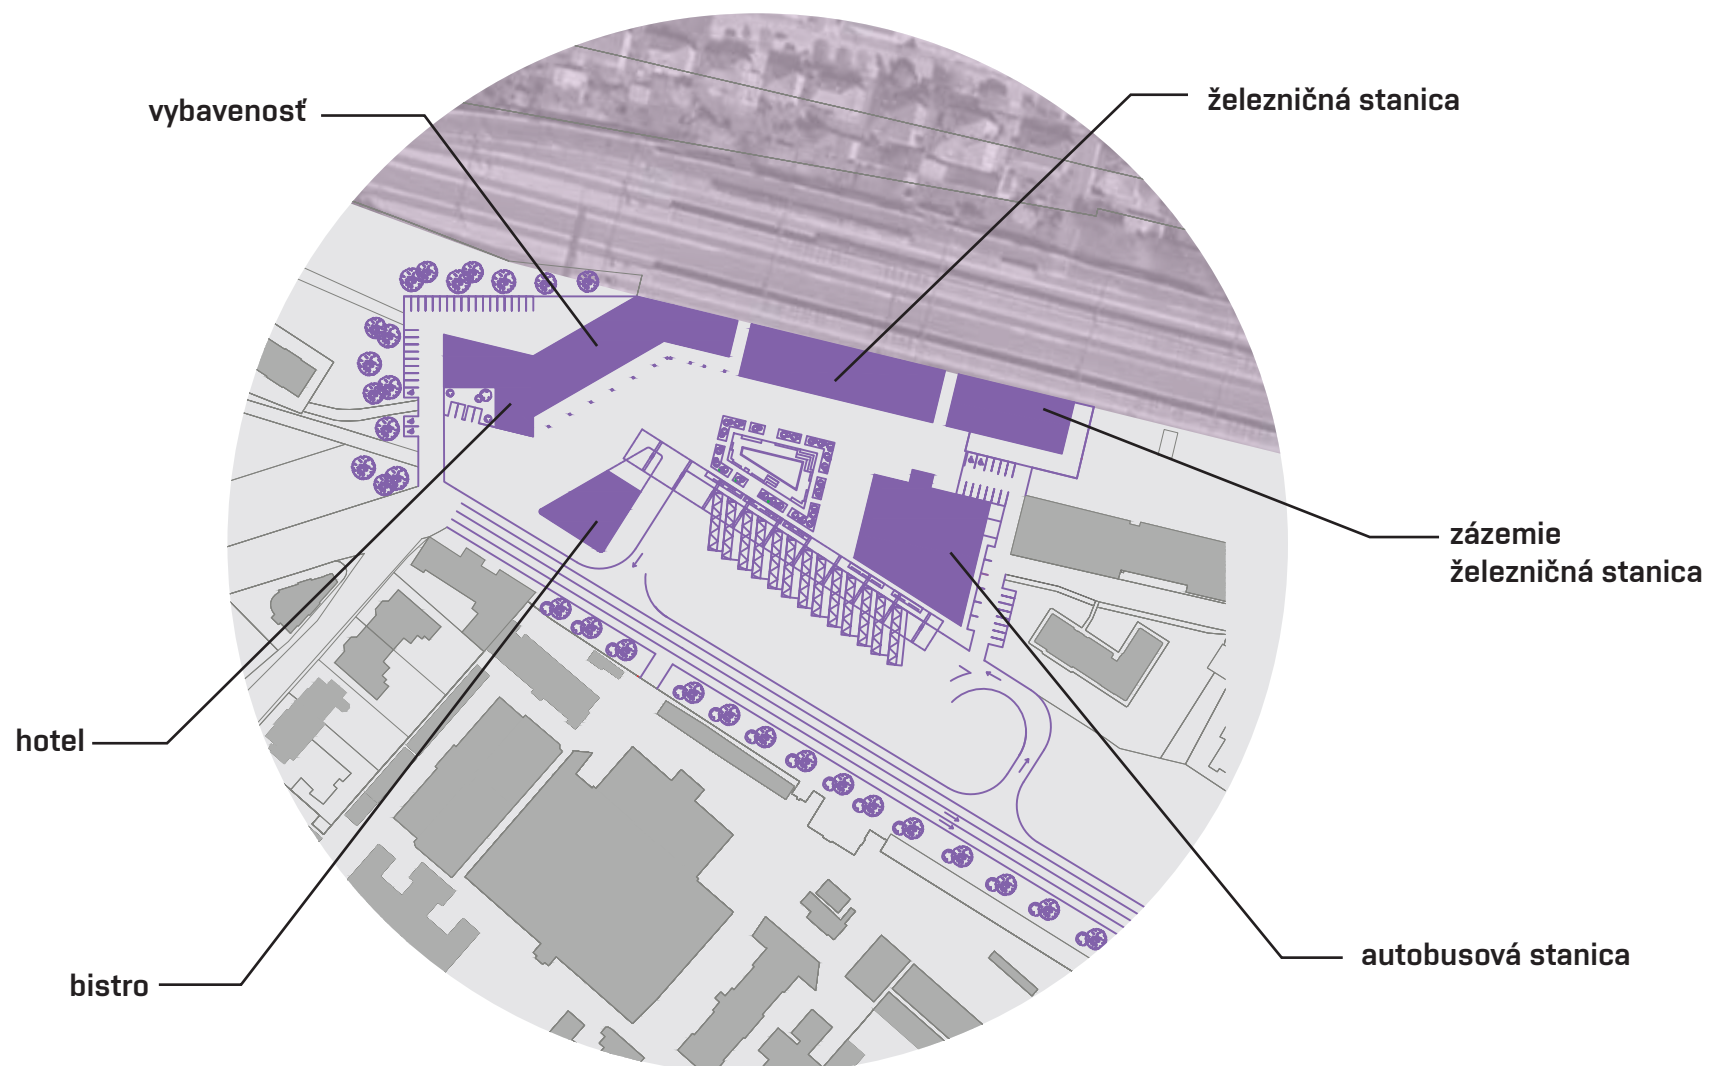 vybavenosť
železničná stanica
zázemie
železničná stanica
hotel
autobusová stanica
bistro